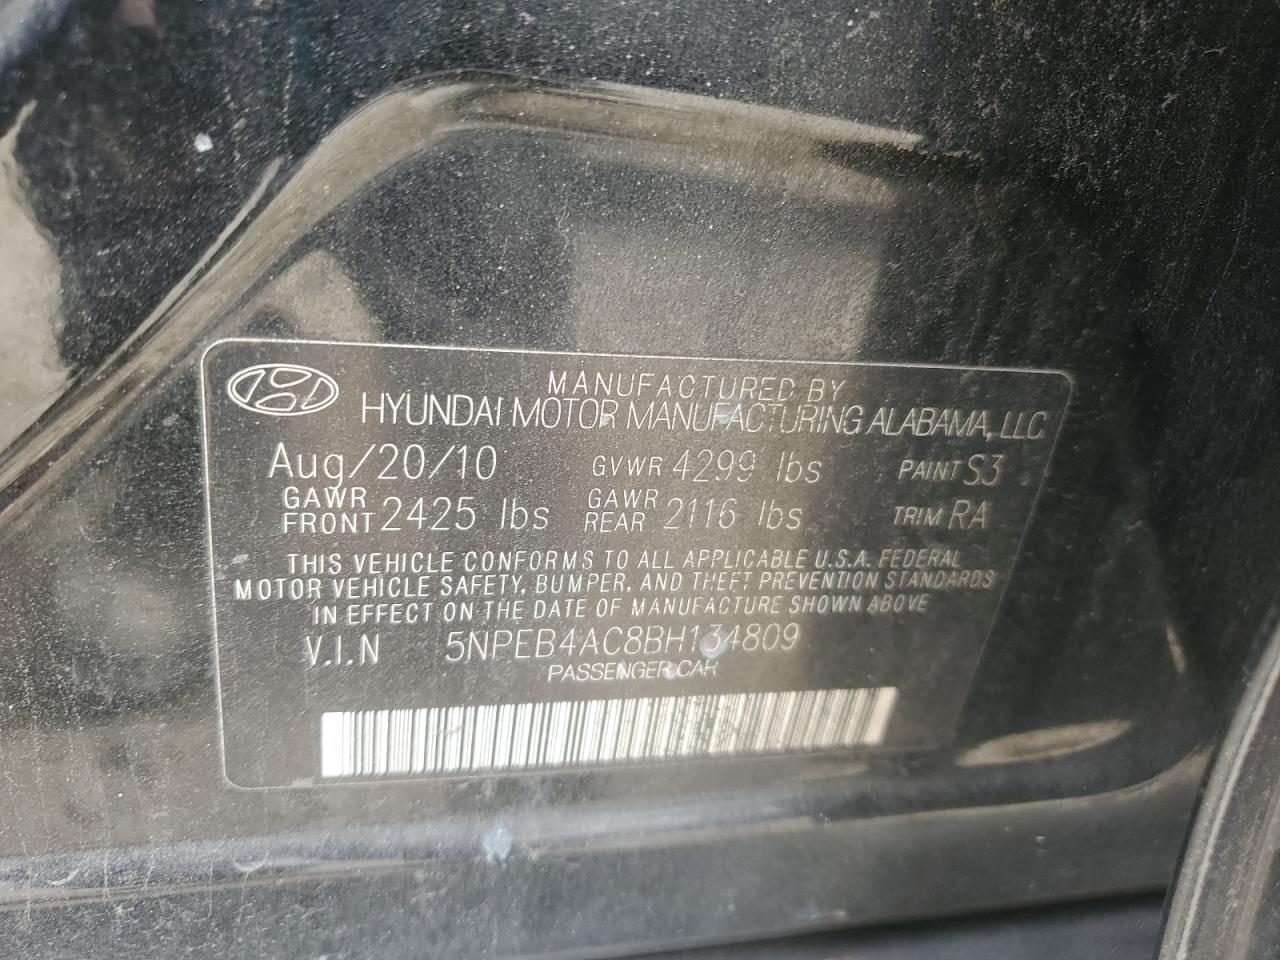 MANUFACTURED BY
HYUNDAI MOTOR MANUFACTURING ALABAMA, LLC
Aug/20/10 GVWR 4299 lbs PAINT S3
GAWR FRONT 2425 lbs GAWR REAR 2116 lbs TRIM RA
THIS VEHICLE CONFORMS TO ALL APPLICABLE U.S.A. FEDERAL
MOTOR VEHICLE SAFETY, BUMPER, AND THEFT PREVENTION STANDARDS
IN EFFECT ON THE DATE OF MANUFACTURE SHOWN ABOVE
V.I.N 5NPEB4AC8BH134809
PASSENGER CAR